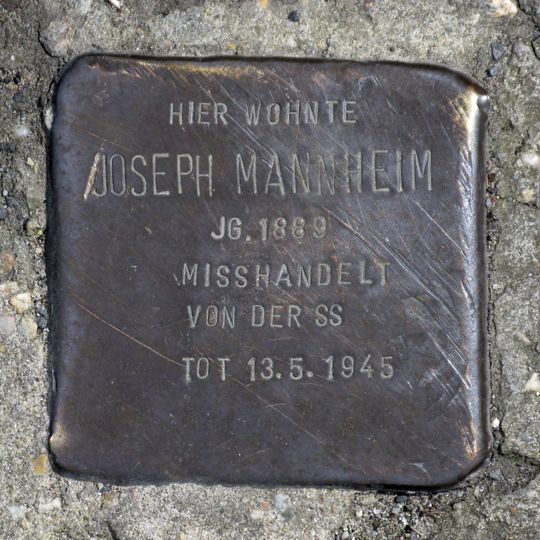 HIER WOHNTE
JOSEPH MANNHEIM
JG. 1889
MISSHANDELT
VON DER SS
TOT 13.5.1945